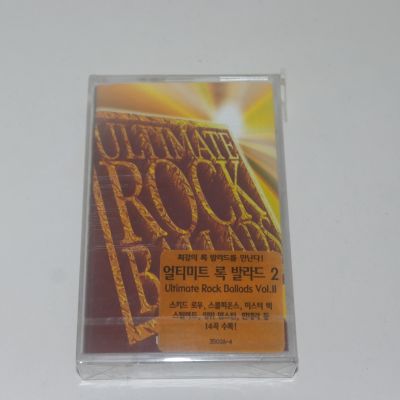 ULTIMATE
ROCK
BALLADS
최강의 록 발라드를 만난다!
얼티미트 록 발라드 2
Ultimate Rock Ballads Vol.II
스키드 로우, 스콜피온스, 미스터 빅
14곡 수록!